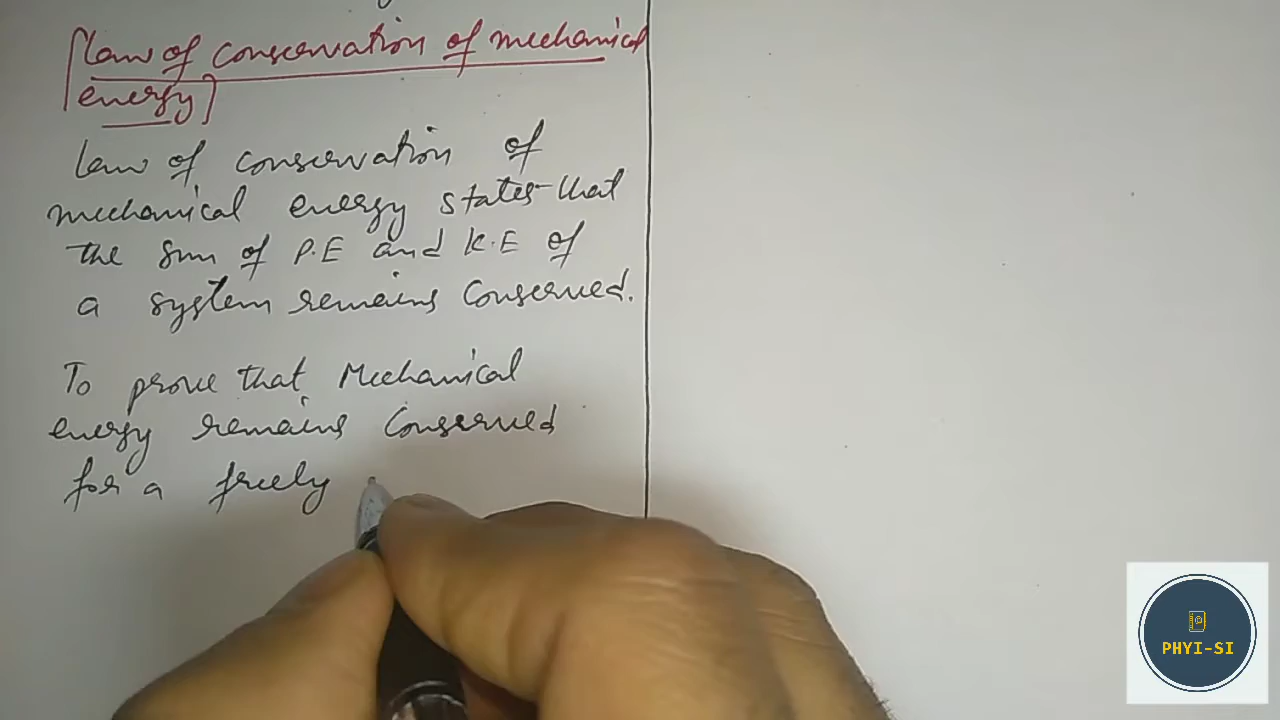 [Law of conservation of mechanical
energy]
Law of conservation of
mechanical energy states that
the sum of P.E and K.E of
a system remains Conserved.
To prove that Mechanical
energy remains Conserved
for a freely
PHYI-SI